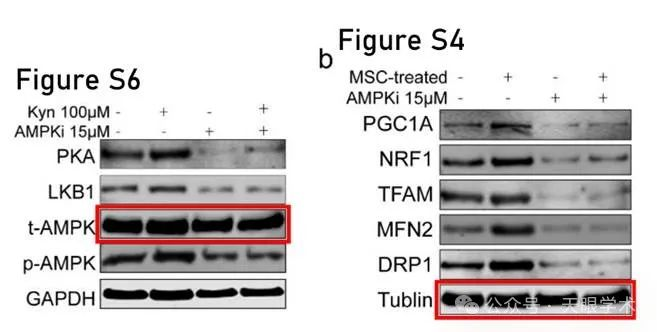 Figure S6
Kyn 100μM - + - +
AMPKi 15μM - - + +
PKA
LKB1
t-AMPK
p-AMPK
GAPDH
Figure S4
b
MSC-treated - + - +
AMPKi 15μM - - + +
PGC1A
NRF1
TFAM
MFN2
DRP1
Tublin
公众号 · 天眼学术